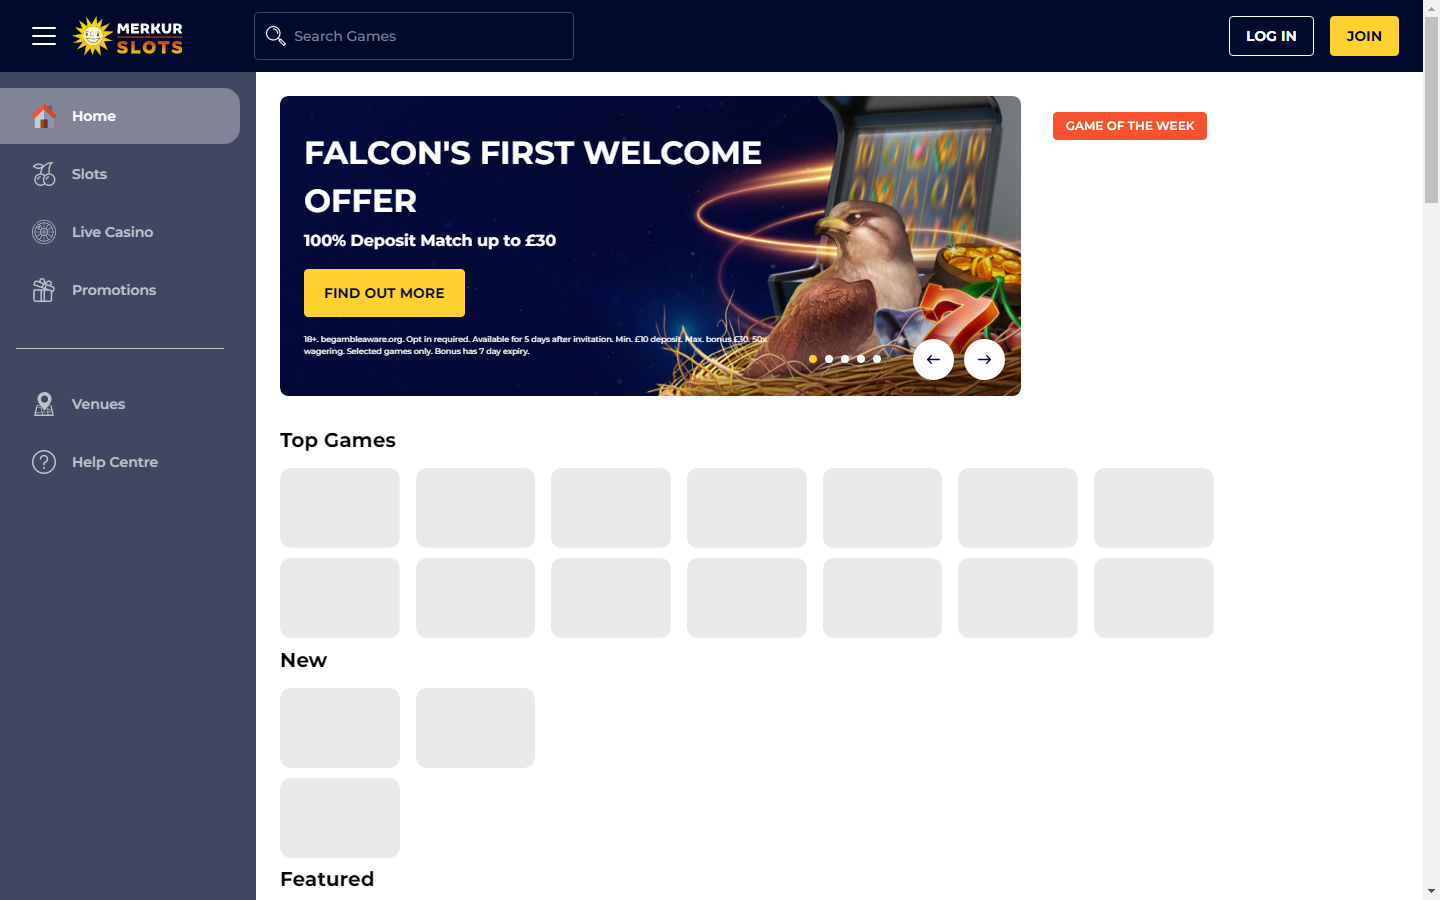 MERKUR
SLOTS
Search Games
LOG IN
JOIN
Home
Slots
Live Casino
Promotions
Venues
Help Centre
FALCON'S FIRST WELCOME
OFFER
100% Deposit Match up to £30
FIND OUT MORE
18+. begambleaware.org. Opt in required. Available for 5 days after invitation. Min. £10 deposit. Max. bonus £30. 50x
wagering. Selected games only. Bonus has 7 day expiry.
GAME OF THE WEEK
Top Games
New
Featured